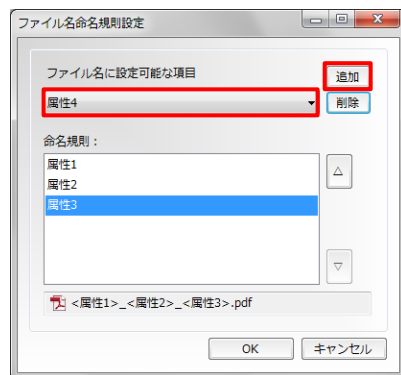 ファイル名命名規則設定
ファイル名に設定可能な項目
追加
属性4
削除
命名規則：
属性1
属性2
属性3
<属性1>_<属性2>_<属性3>.pdf
OK
キャンセル